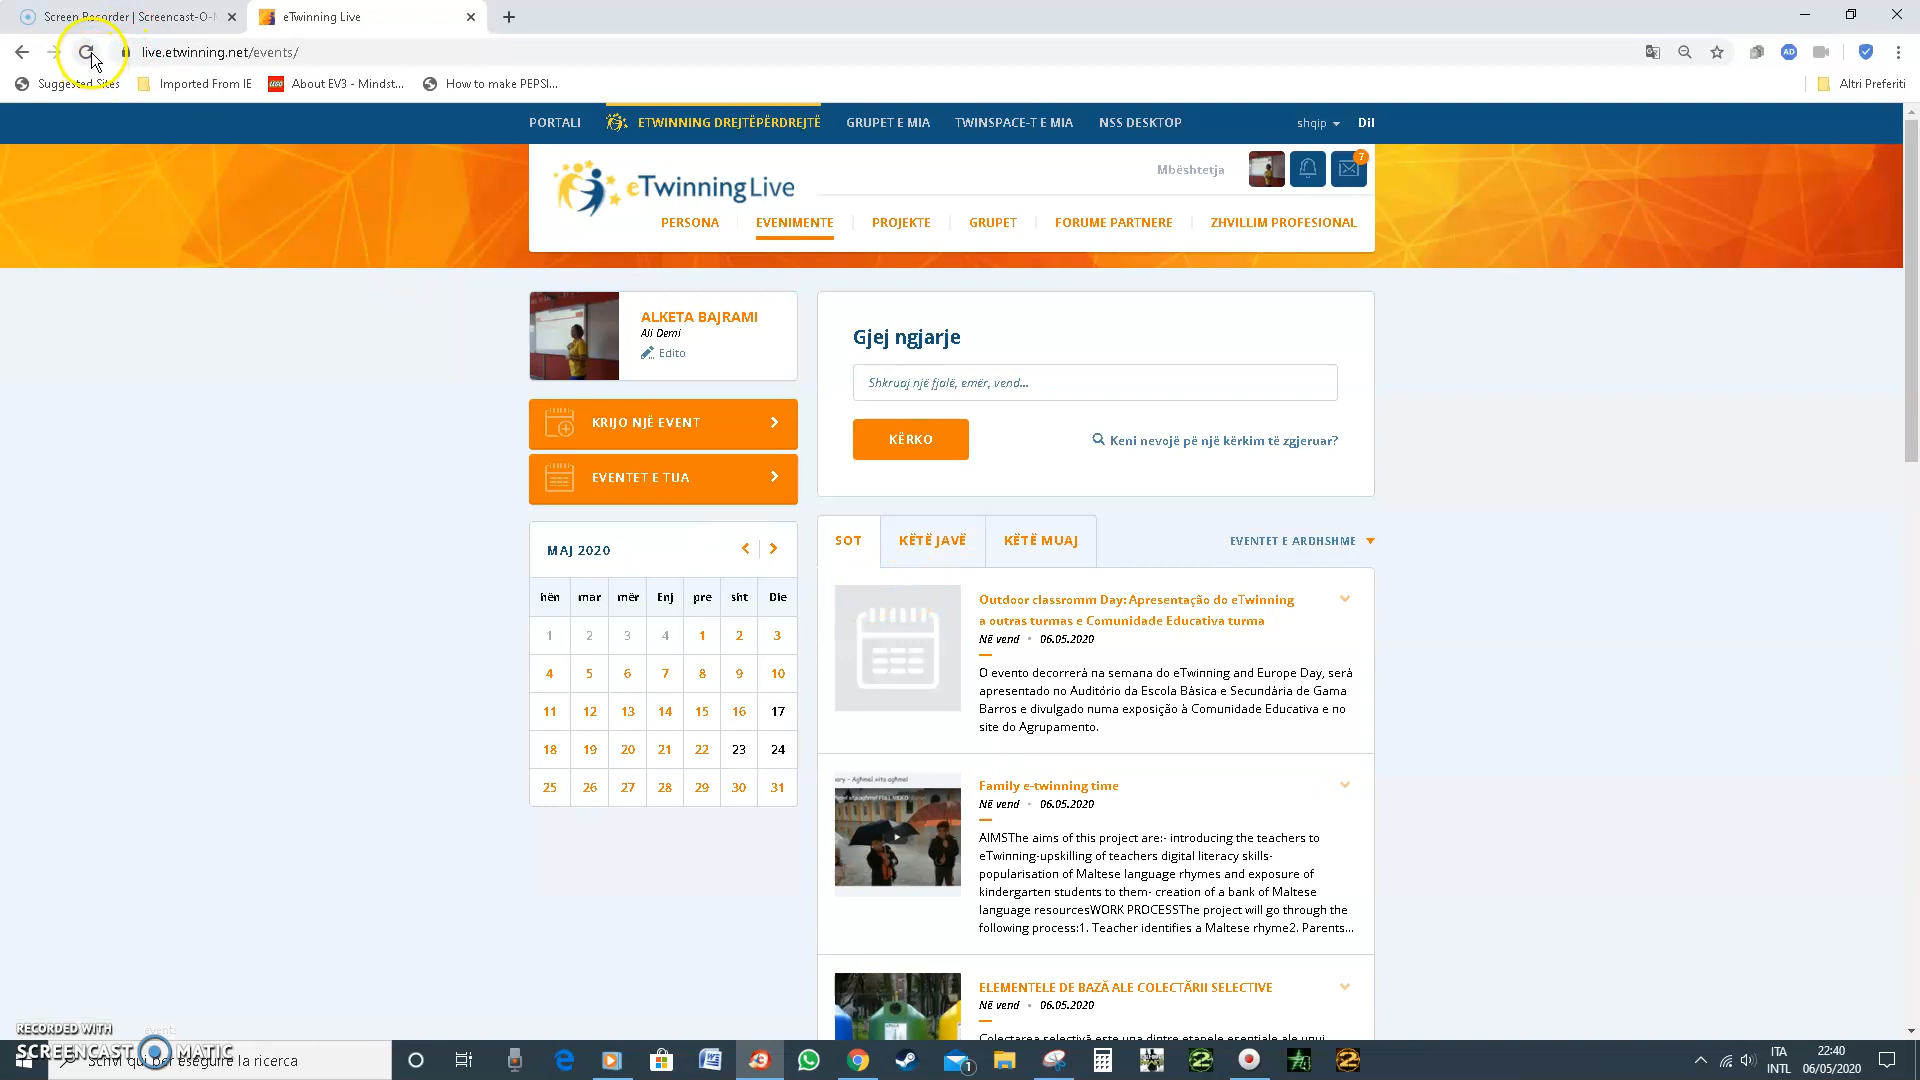 Screen Recorder | Screencast-O-M
eTwinning Live
live.etwinning.net/events/
Suggested Sites
Imported From IE
About EV3 - Mindst...
How to make PEPSI...
Altri Preferiti
PORTALI
ETWINNING DREJTËPËRDREJTË
GRUPET E MIA
TWINSPACE-T E MIA
NSS DESKTOP
shqip
Dil
eTwinning Live
Mbështetja
7
PERSONA
EVENIMENTE
PROJEKTE
GRUPET
FORUME PARTNERE
ZHVILLIM PROFESIONAL
ALKETA BAJRAMI
Ali Demi
Edito
KRIJO NJË EVENT
EVENTET E TUA
Gjej ngjarje
Shkruaj një fjalë, emër, vend...
KËRKO
Keni nevojë pë një kërkim të zgjeruar?
MAJ 2020
hën mar mër Enj pre sht Die
1 2 3 4 1 2 3
4 5 6 7 8 9 10
11 12 13 14 15 16 17
18 19 20 21 22 23 24
25 26 27 28 29 30 31
SOT
KËTË JAVË
KËTË MUAJ
EVENTET E ARDHSHME
Outdoor classromm Day: Apresentação do eTwinning
a outras turmas e Comunidade Educativa turma
Në vend • 06.05.2020
O evento decorrerá na semana do eTwinning and Europe Day, será
apresentado no Auditório da Escola Básica e Secundária de Gama
Barros e divulgado numa exposição à Comunidade Educativa e no
site do Agrupamento.
Family e-twinning time
Në vend • 06.05.2020
AIMSThe aims of this project are:- introducing the teachers to
eTwinning-upskilling of teachers digital literacy skills-
popularisation of Maltese language rhymes and exposure of
kindergarten students to them- creation of a bank of Maltese
language resourcesWORK PROCESSThe project will go through the
following process:1. Teacher identifies a Maltese rhyme2. Parents...
ELEMENTELE DE BAZĂ ALE COLECTĂRII SELECTIVE
Në vend • 06.05.2020
Colectarea selectivă este una dintre etapele esențiale ale unui
RECORDED WITH
SCREENCAST MATIC
Scrivi qui per eseguire la ricerca
1
ITA
INTL
22:40
06/05/2020